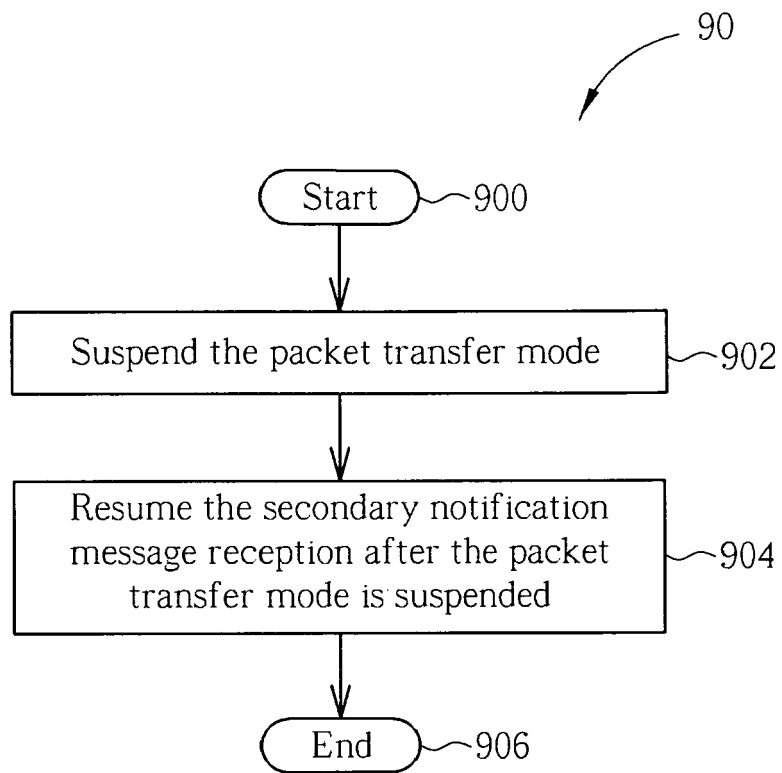 90
Start
900
Suspend the packet transfer mode
902
Resume the secondary notification
message reception after the packet
transfer mode is suspended
904
End
906